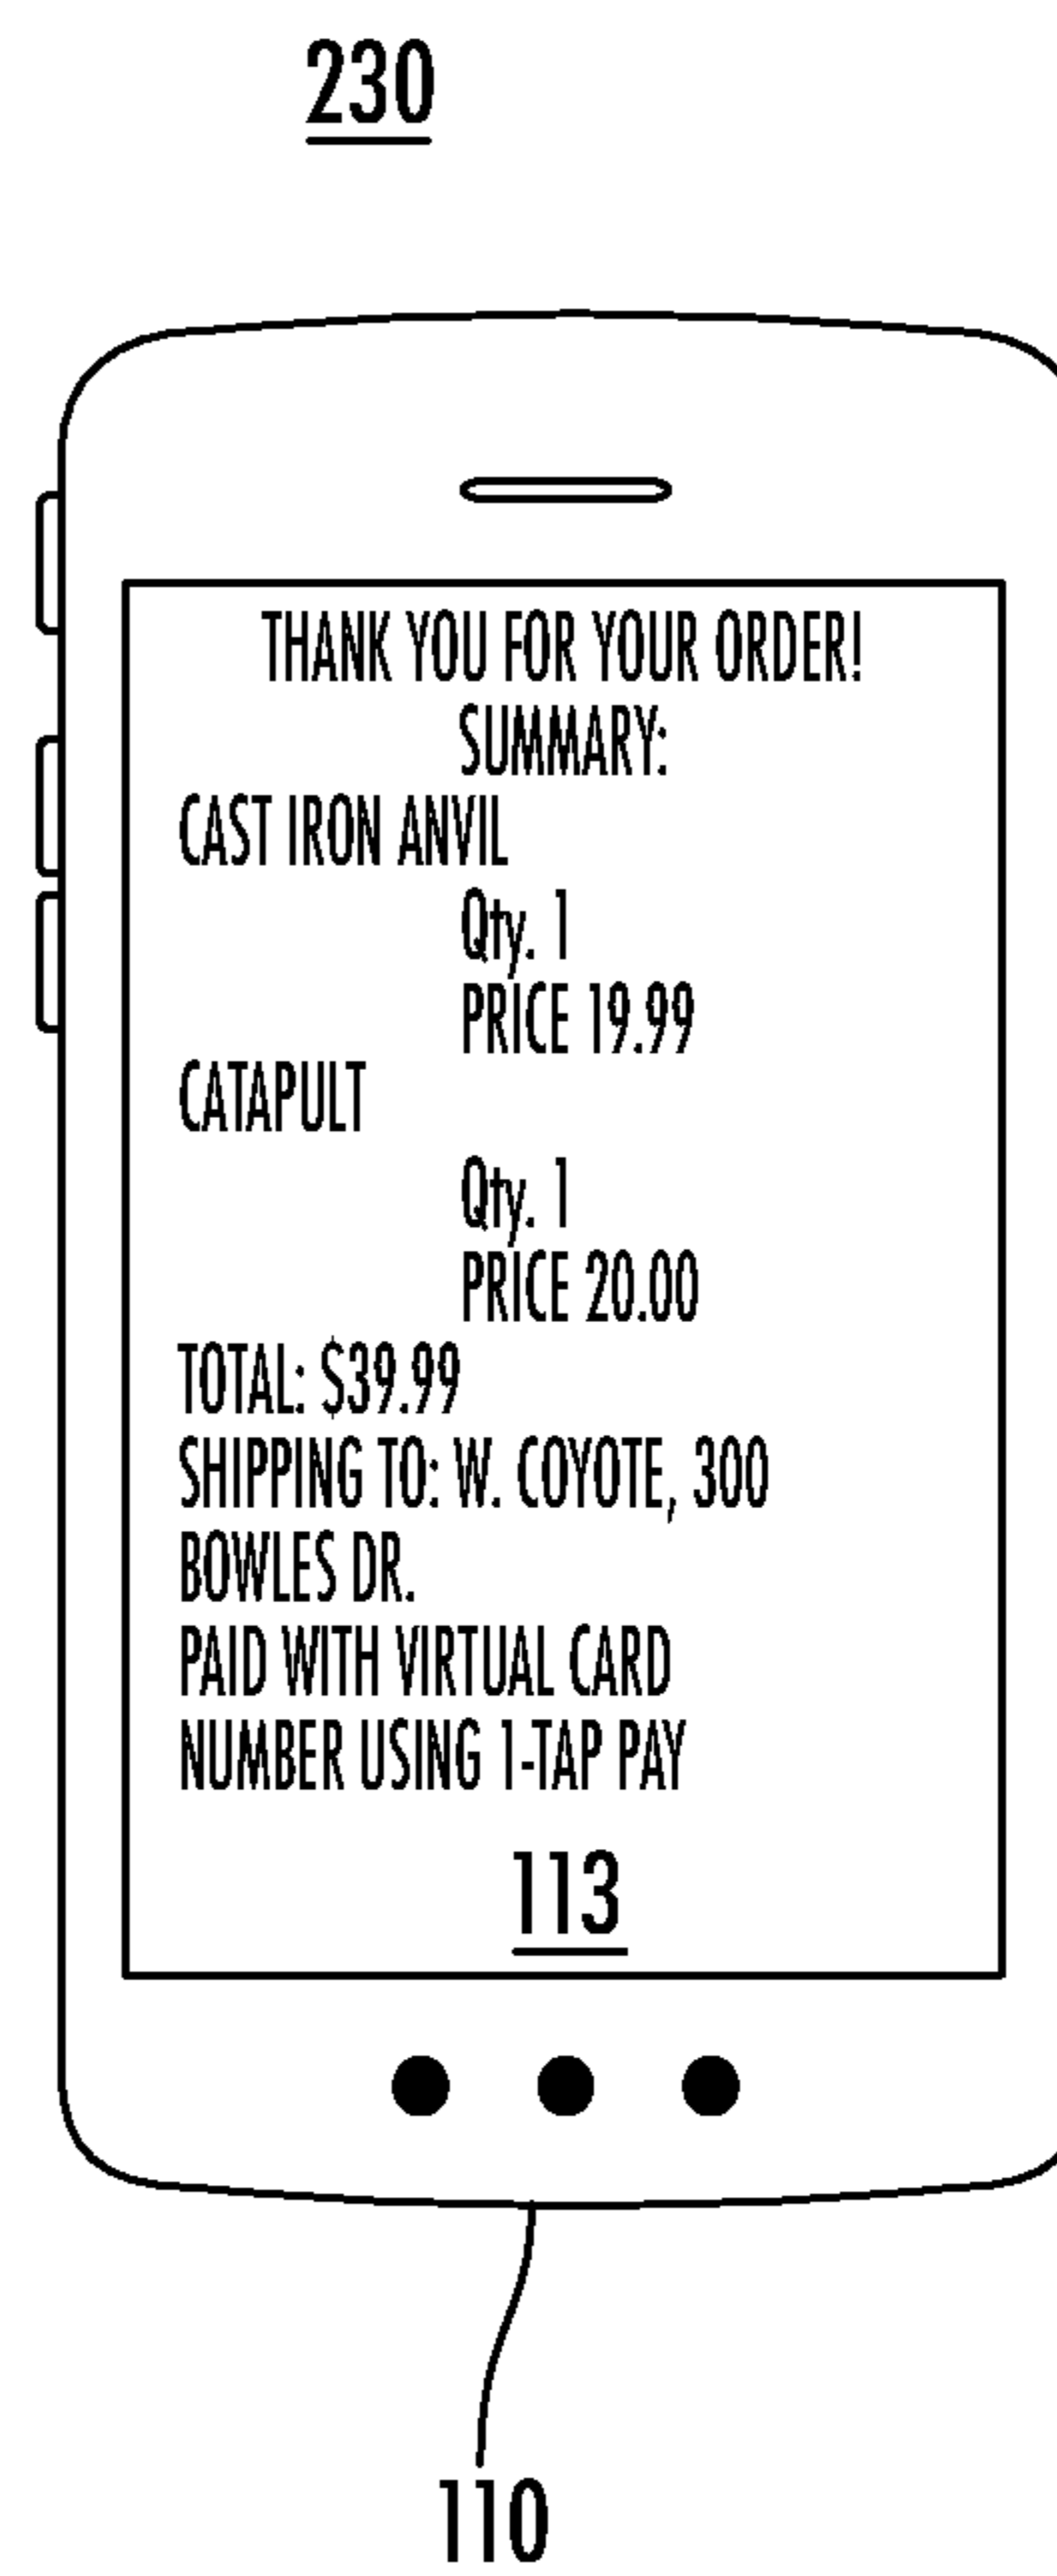 230
THANK YOU FOR YOUR ORDER!
SUMMARY:
CAST IRON ANVIL
Qty. 1
PRICE 19.99
CATAPULT
Qty. 1
PRICE 20.00
TOTAL: $39.99
SHIPPING TO: W. COYOTE, 300
BOWLES DR.
PAID WITH VIRTUAL CARD
NUMBER USING 1-TAP PAY
113
110